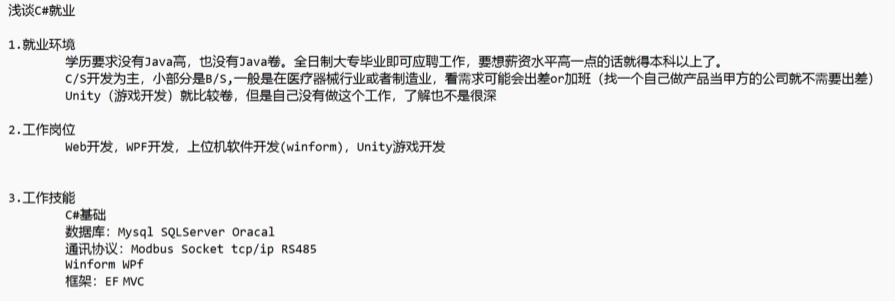 浅谈C#就业
1.就业环境
学历要求没有Java高，也没有Java卷。全日制大专毕业即可应聘工作，要想薪资水平高一点的话就得本科以上了。
C/S开发为主，小部分是B/S,一般是在医疗器械行业或者制造业，看需求可能会出差or加班（找一个自己做产品当甲方的公司就不需要出差）
Unity（游戏开发）就比较卷，但是自己没有做这个工作，了解也不是很深
2.工作岗位
Web开发，WPF开发，上位机软件开发(winform)，Unity游戏开发
3.工作技能
C#基础
数据库：Mysql SQLServer Oracal
通讯协议：Modbus Socket tcp/ip RS485
Winform WPf
框架：EF MVC